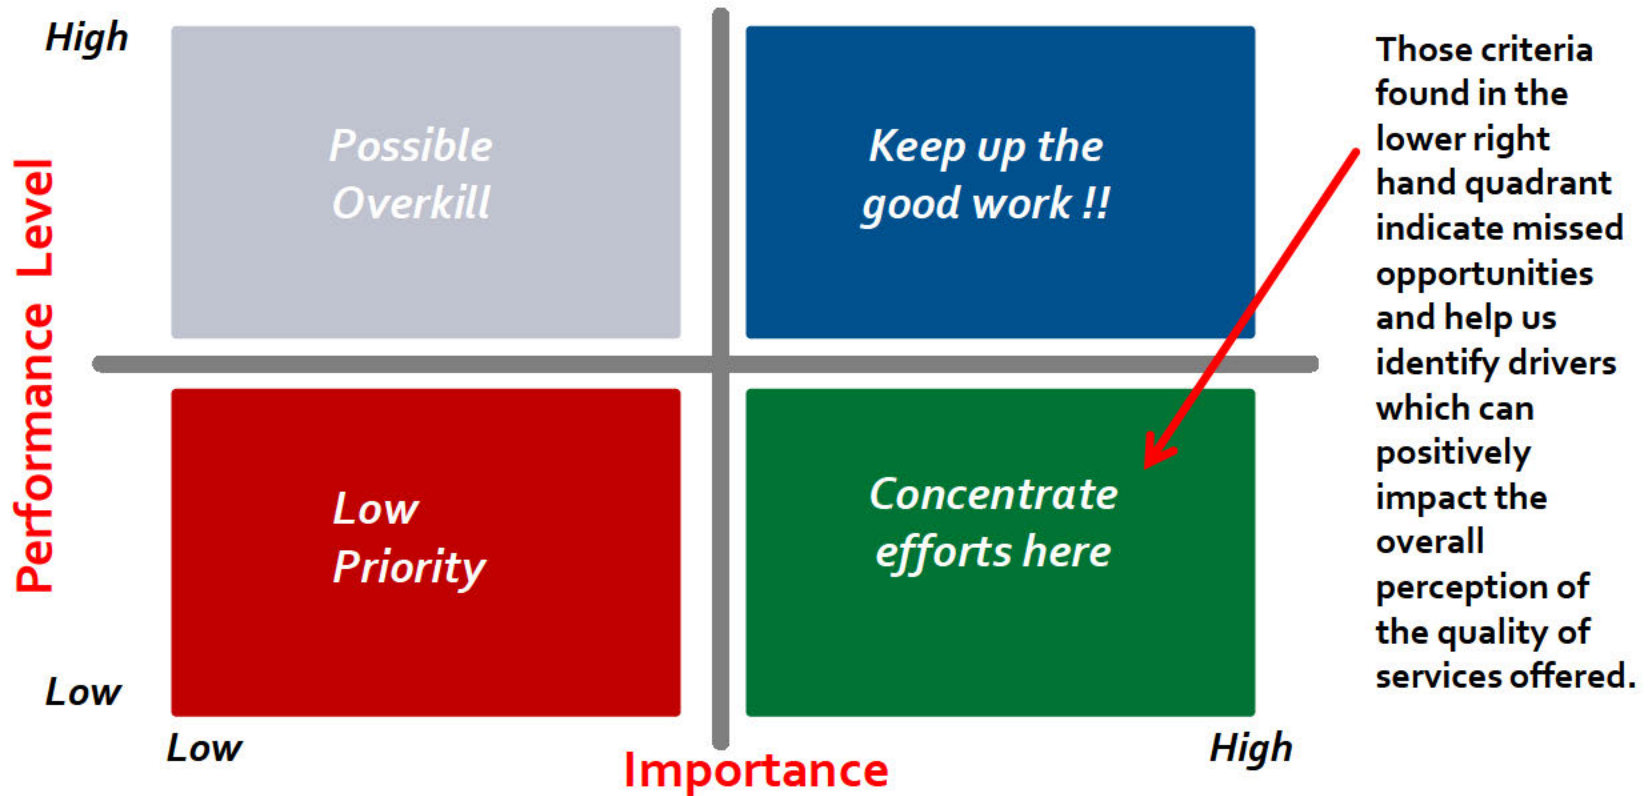 High
Possible
Overkill
Keep up the
good work !!
Performance Level
Low
Priority
Concentrate
efforts here
Low
Low
Importance
High
Those criteria
found in the
lower right
hand quadrant
indicate missed
opportunities
and help us
identify drivers
which can
positively
impact the
overall
perception of
the quality of
services offered.